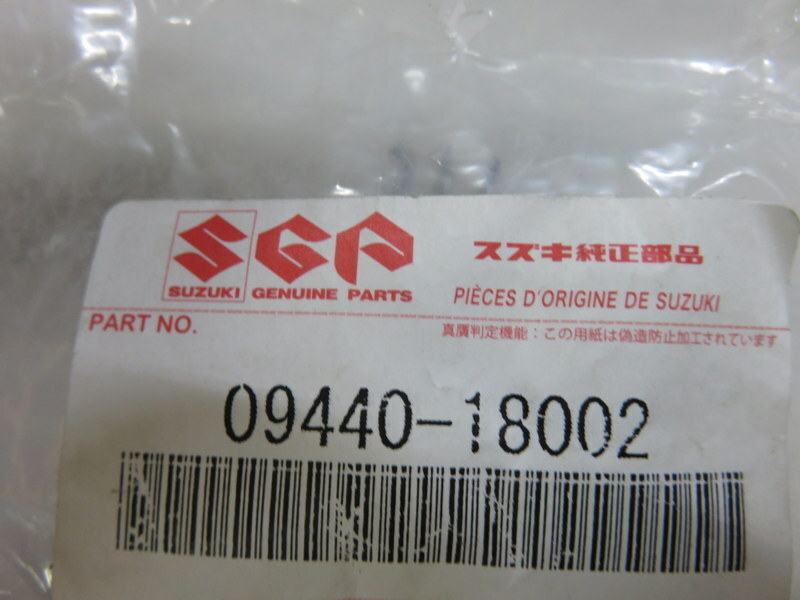 SGP
スズキ純正部品
SUZUKI GENUINE PARTS
PIÈCES D'ORIGINE DE SUZUKI
PART NO.
真贋判定機能：この用紙は偽造防止加工されています
09440-18002